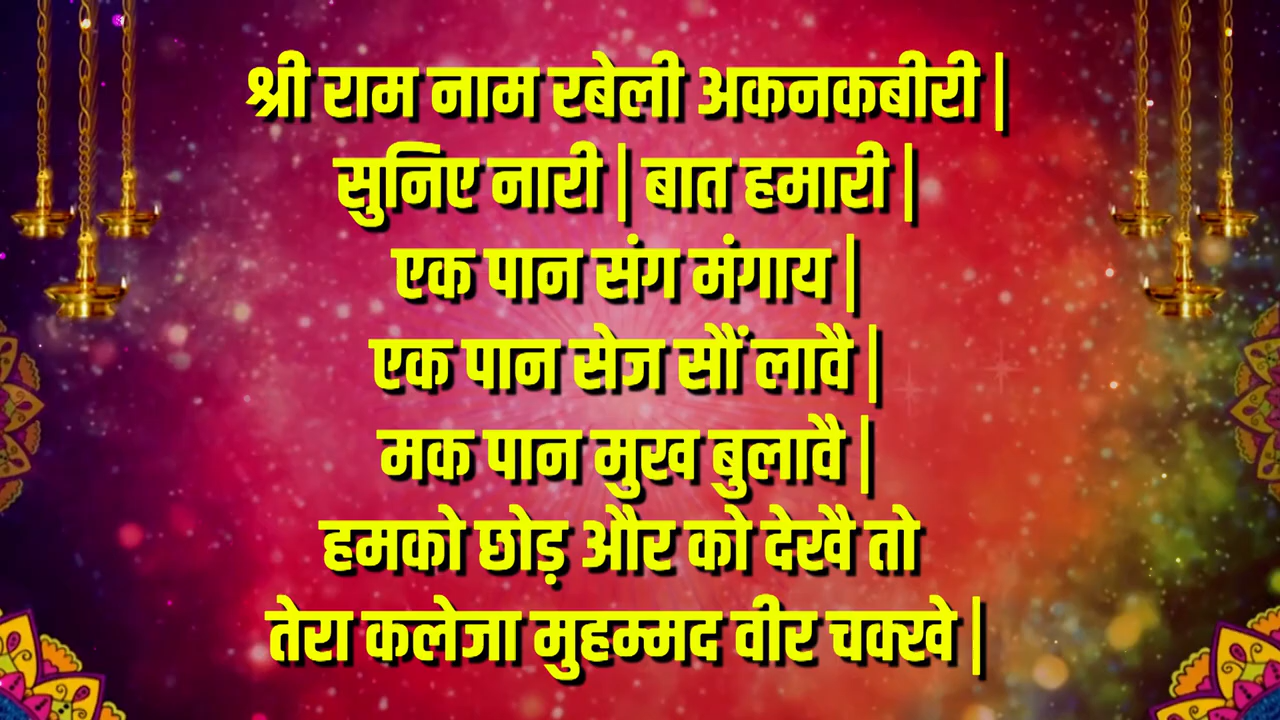 श्री राम नाम रबेली अकनकबीरी |
सुनिए नारी | बात हमारी |
एक पान संग मंगाय |
एक पान सेज सौं लावै |
मक पान मुख बुलावै |
हमको छोड़ और को देखै तो
तेरा कलेजा मुहम्मद वीर चक्खे |